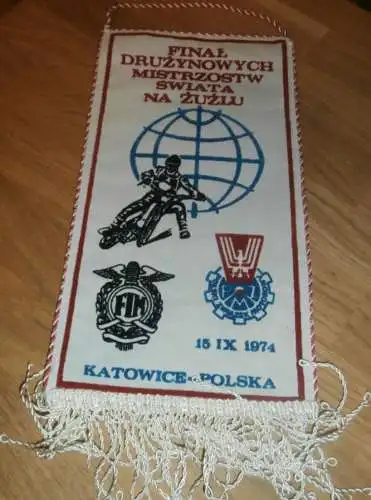 FINAŁ
DRUŻYNOWYCH
MISTRZOSTW
ŚWIATA
NA ŻUŻLU
FIM
15 IX 1974
KATOWICE-POLSKA